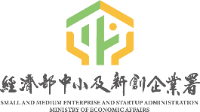 經濟部中小及新創企業署
SMALL AND MEDIUM ENTERPRISE AND STARTUP ADMINISTRATION
MINISTRY OF ECONOMIC AFFAIRS